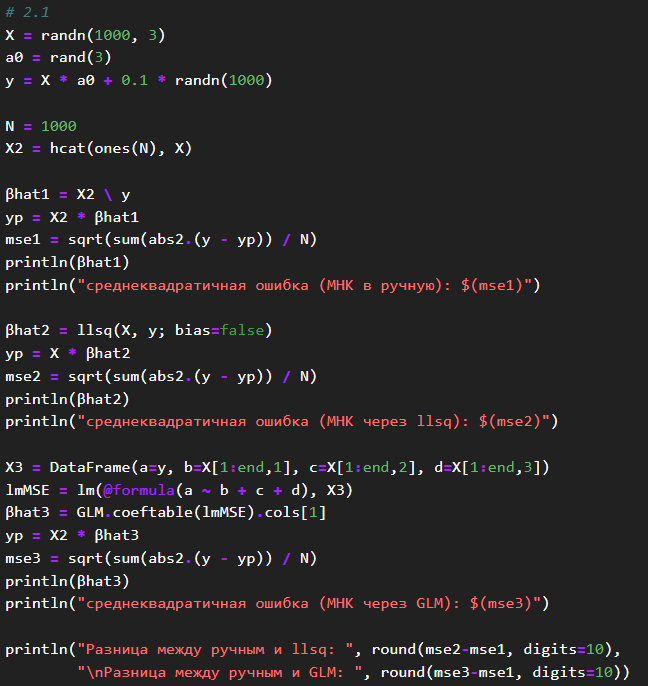 # 2.1
X = randn(1000, 3)
a0 = rand(3)
y = X * a0 + 0.1 * randn(1000)
N = 1000
X2 = hcat(ones(N), X)
βhat1 = X2 \ y
yp = X2 * βhat1
mse1 = sqrt(sum(abs2.(y - yp)) / N)
println(βhat1)
println("среднеквадратичная ошибка (МНК в ручную): $(mse1)")
βhat2 = llsq(X, y; bias=false)
yp = X * βhat2
mse2 = sqrt(sum(abs2.(y - yp)) / N)
println(βhat2)
println("среднеквадратичная ошибка (МНК через llsq): $(mse2)")
X3 = DataFrame(a=y, b=X[1:end,1], c=X[1:end,2], d=X[1:end,3])
lmMSE = lm(@formula(a ~ b + c + d), X3)
βhat3 = GLM.coeftable(lmMSE).cols[1]
yp = X2 * βhat3
mse3 = sqrt(sum(abs2.(y - yp)) / N)
println(βhat3)
println("среднеквадратичная ошибка (МНК через GLM): $(mse3)")
println("Разница между ручным и llsq: ", round(mse2-mse1, digits=10),
"\nРазница между ручным и GLM: ", round(mse3-mse1, digits=10))